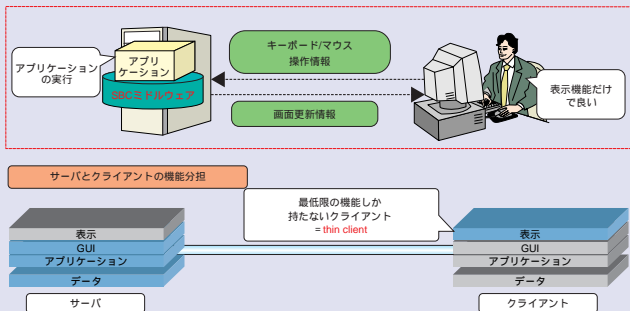 アプリケーション
の実行
アプリ
ケーション
SBCミドルウェア
キーボード/マウス
操作情報
画面更新情報
表示機能だけ
で良い
サーバとクライアントの機能分担
最低限の機能しか
持たないクライアント
= thin client
表示
GUI
アプリケーション
データ
サーバ
表示
GUI
アプリケーション
データ
クライアント